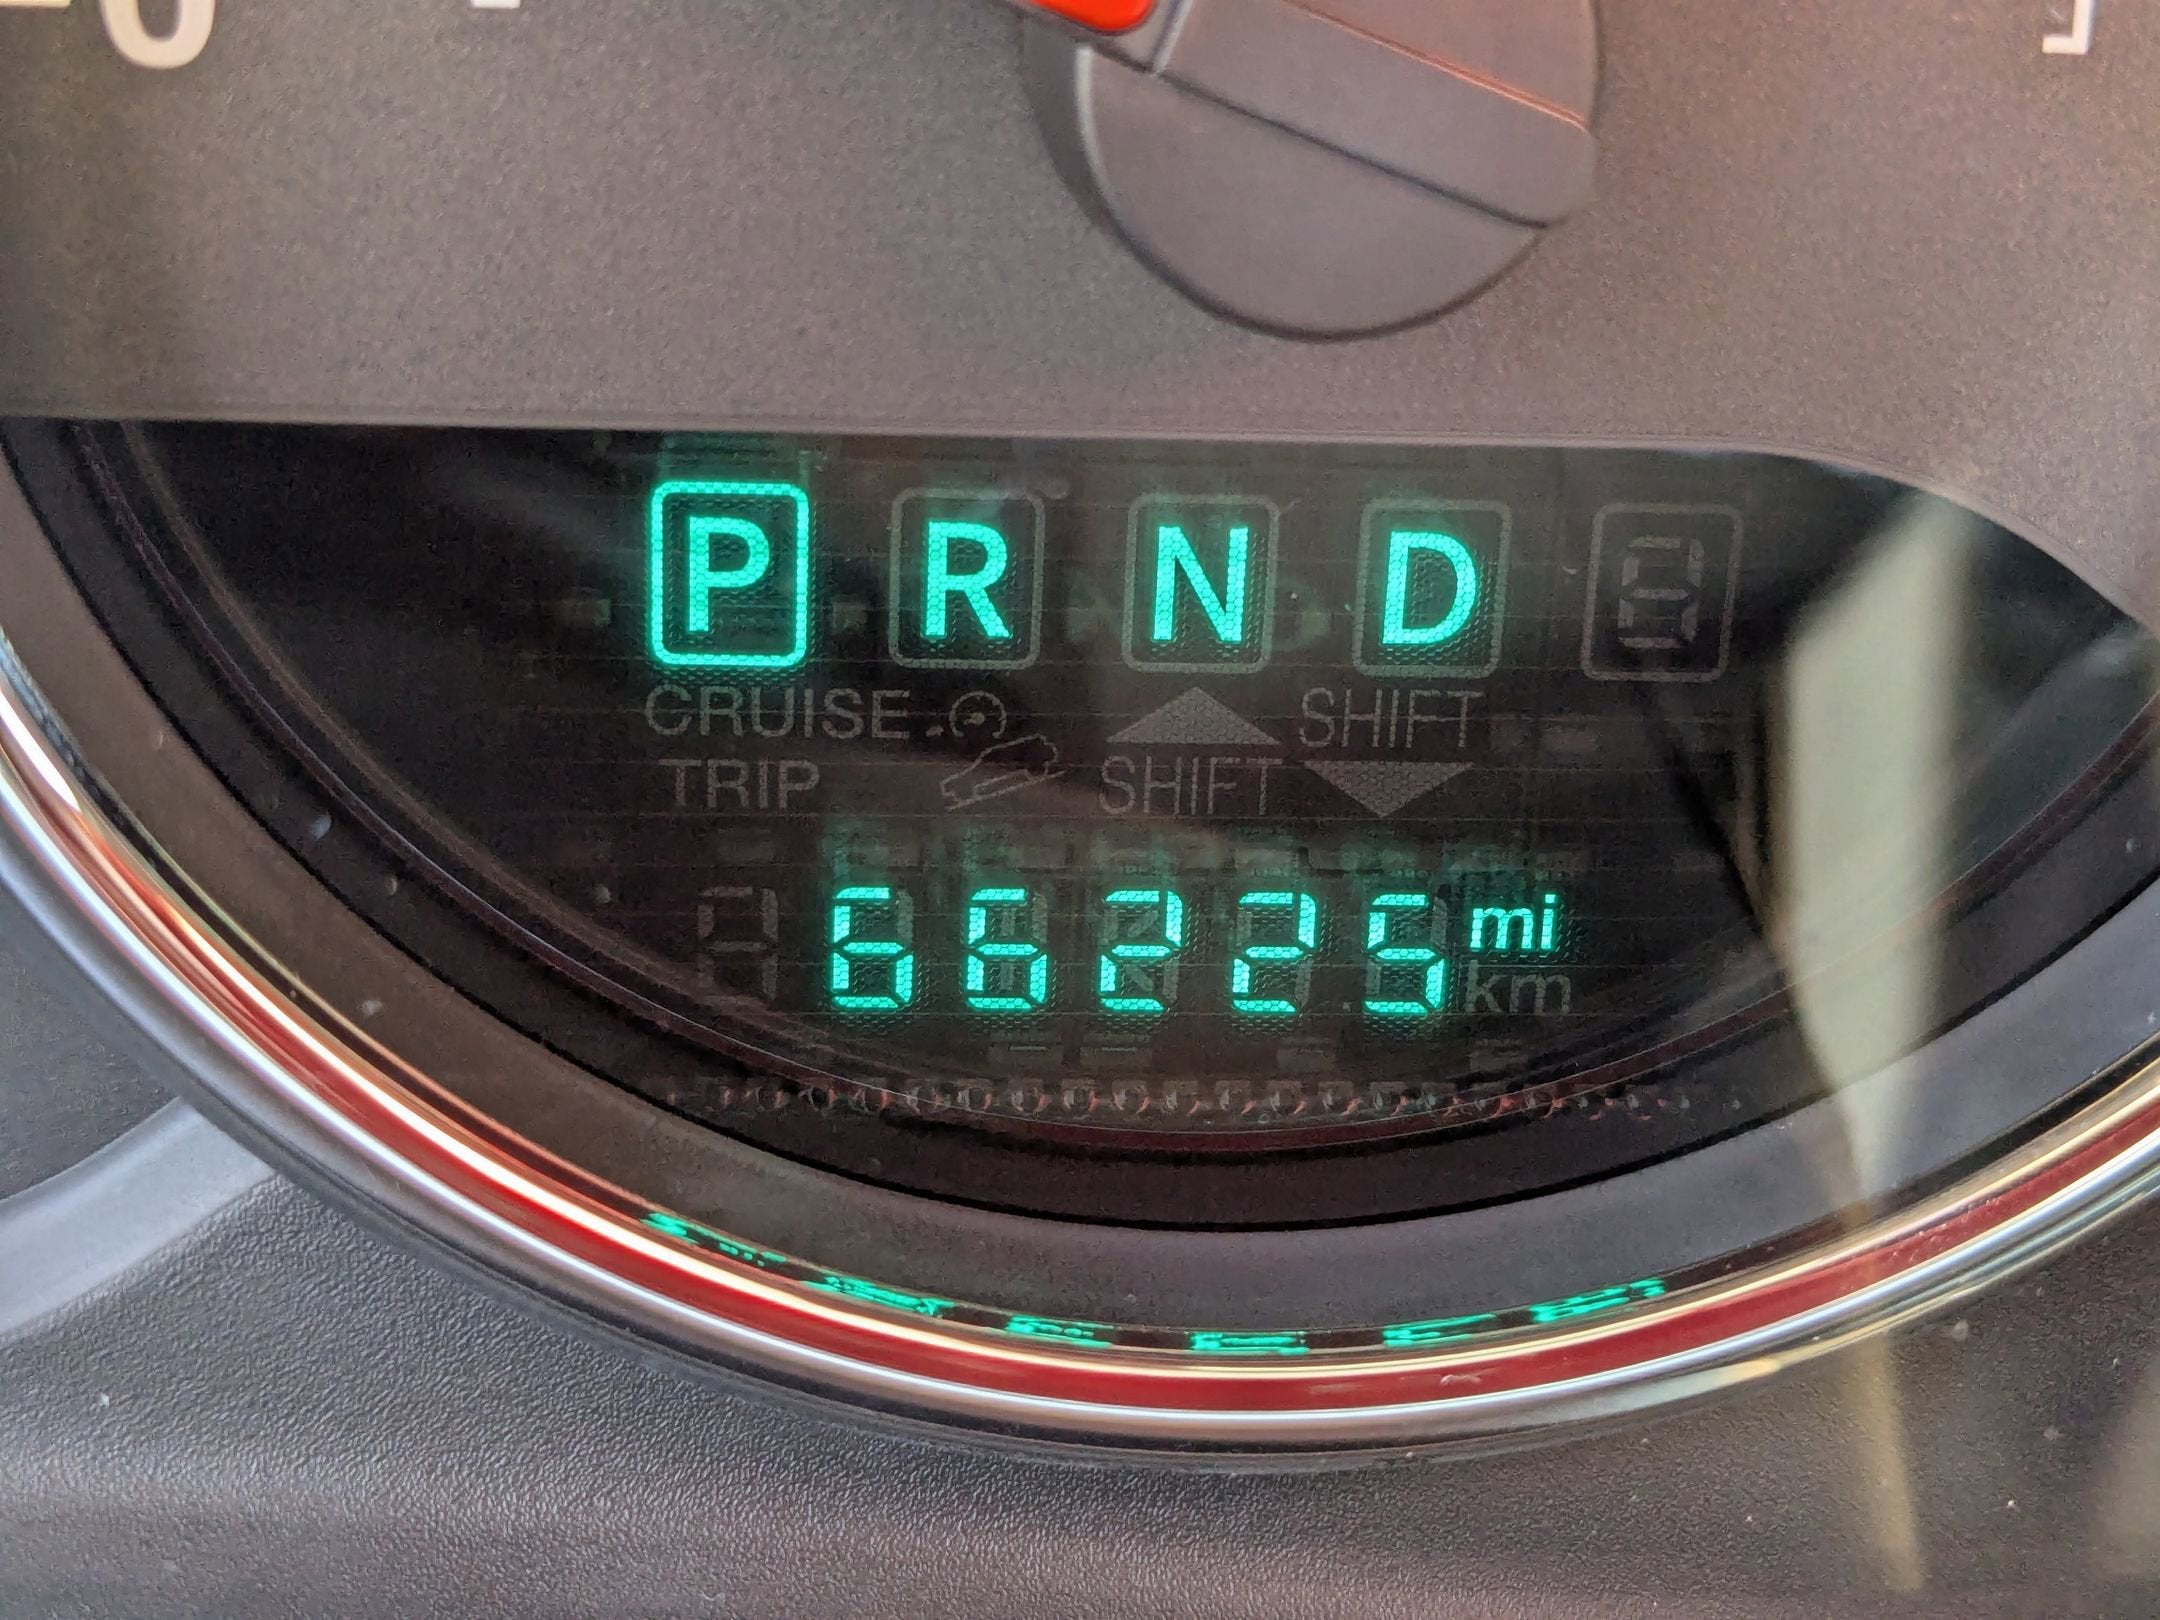 P R N D
CRUISE SHIFT
TRIP SHIFT
66225 mi
km